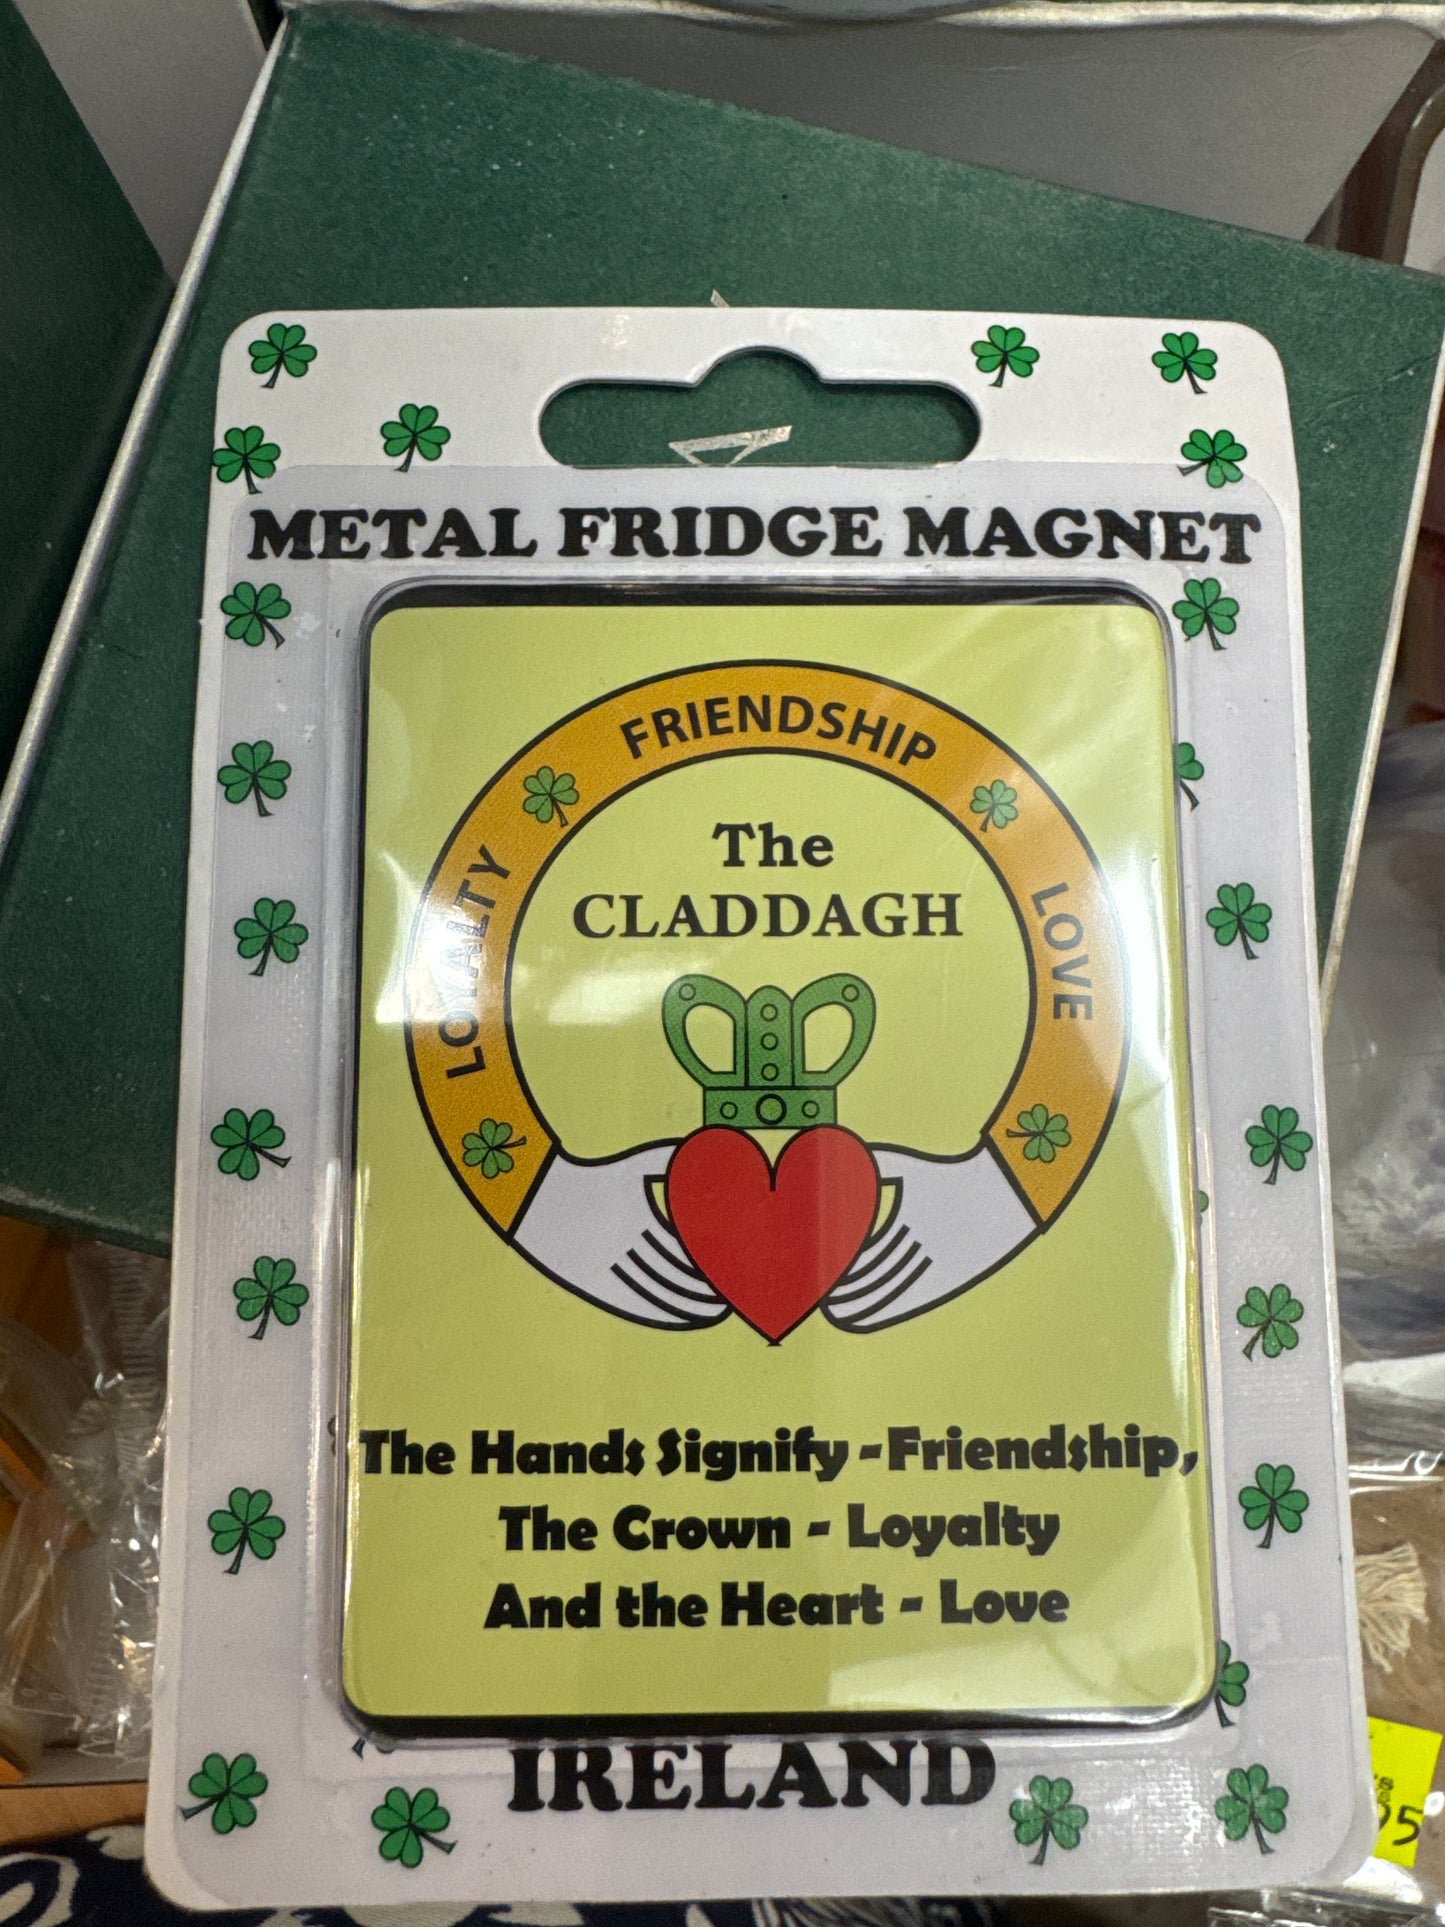 METAL FRIDGE MAGNET
FRIENDSHIP
LOYALTY
LOVE
The
CLADDAGH
The Hands Signify - Friendship,
The Crown - Loyalty
And the Heart - Love
IRELAND